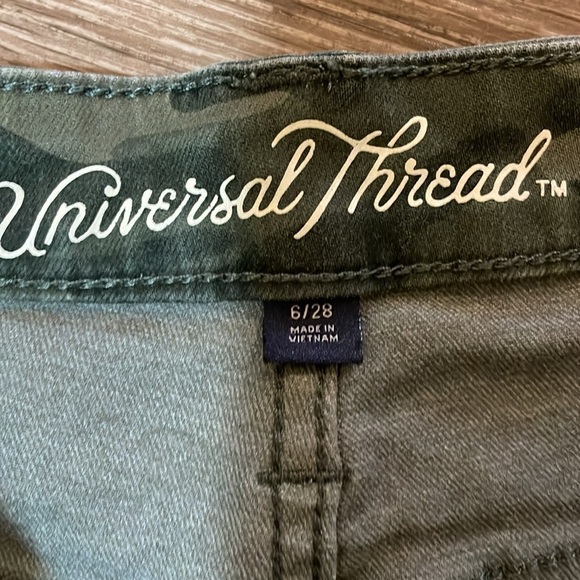 Universal Thread™
6/28
MADE IN
VIETNAM